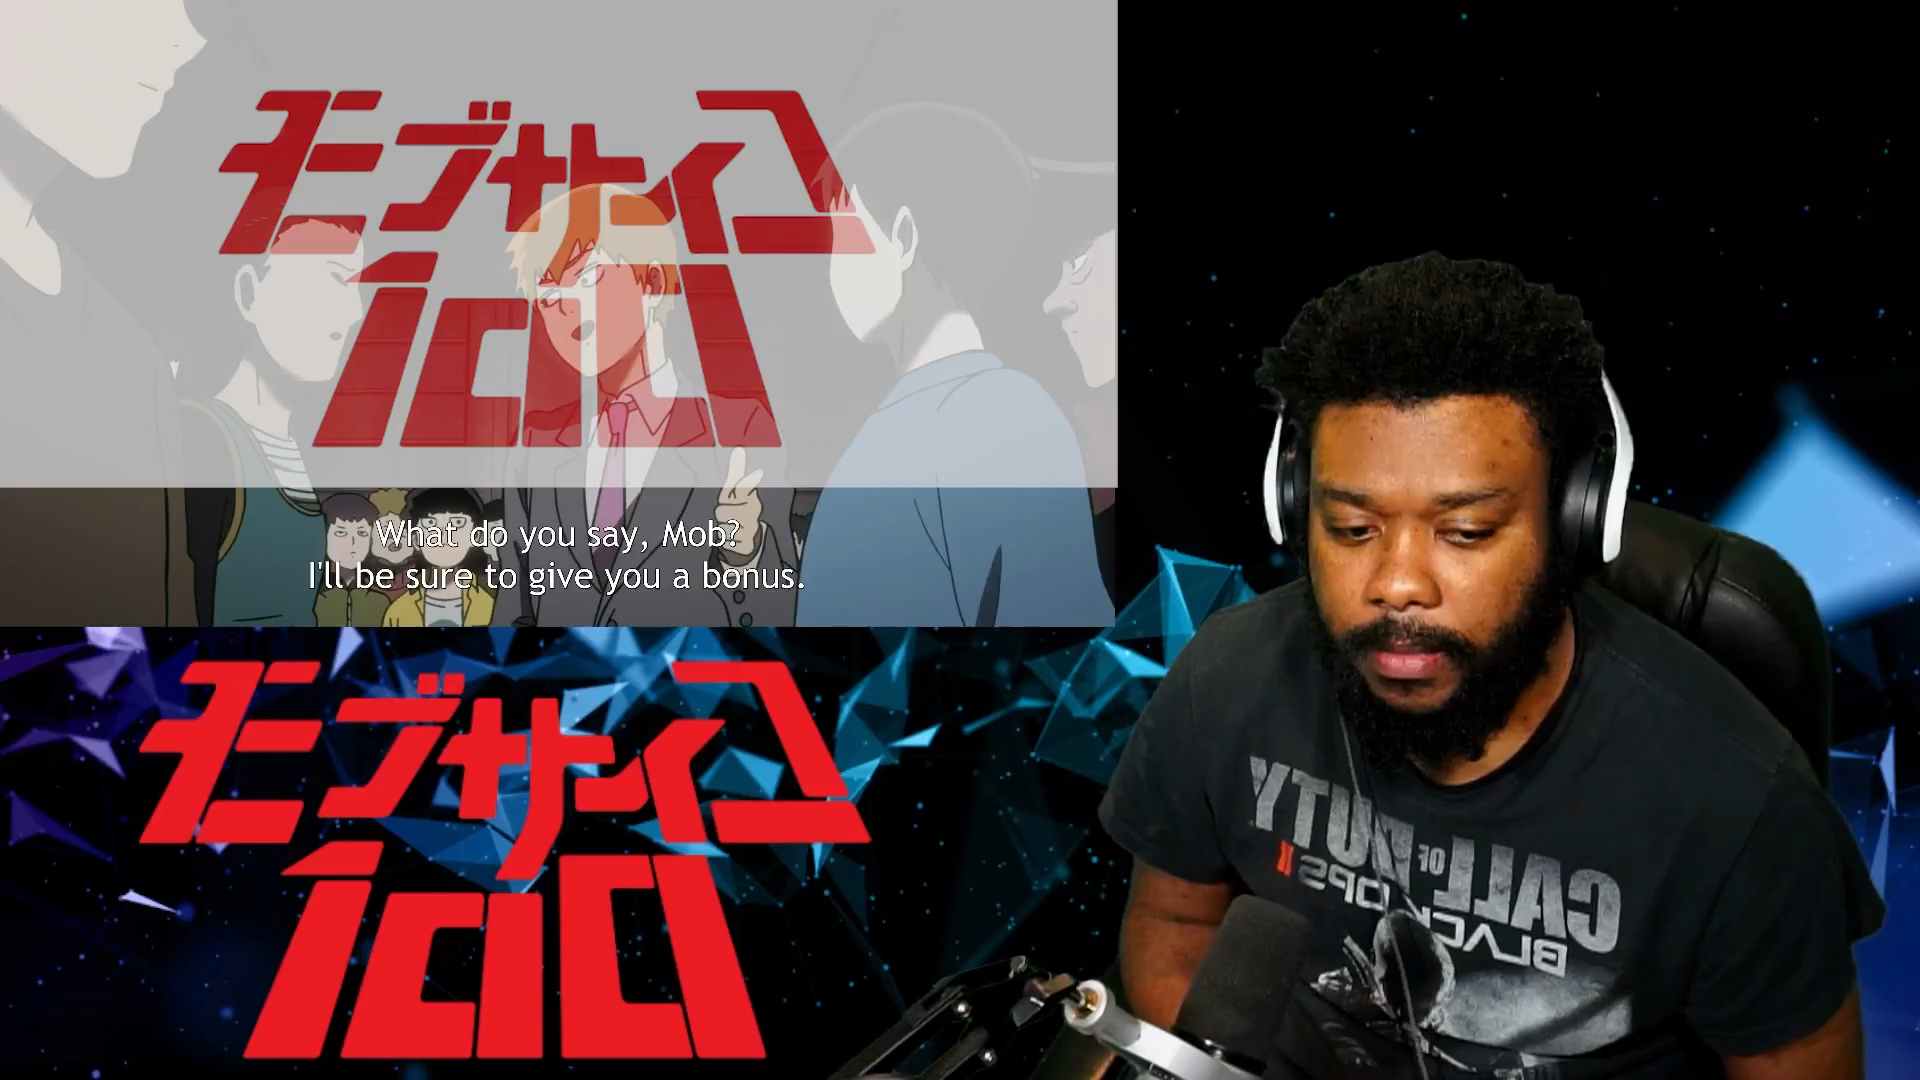 モブサイコ
100
What do you say, Mob?
I'll be sure to give you a bonus.
モブサイコ
100
CALL OF DUTY
BLACK OPS II